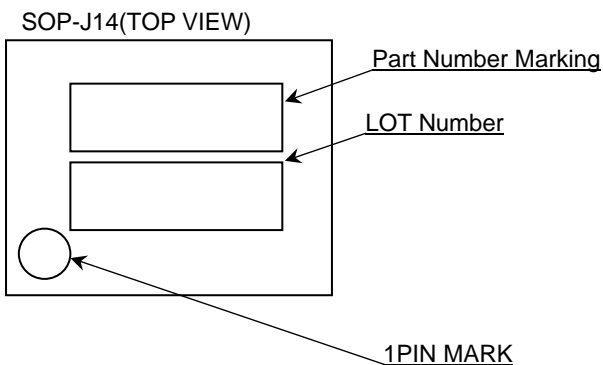 SOP-J14(TOP VIEW)
Part Number Marking
LOT Number
1PIN MARK